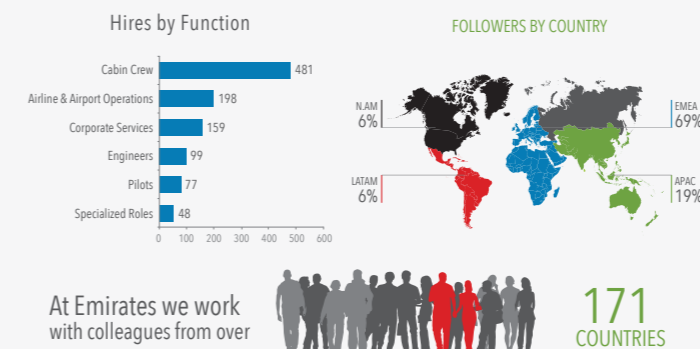 Hires by Function
Cabin Crew 481
Airline & Airport Operations 198
Corporate Services 159
Engineers 99
Pilots 77
Specialized Roles 48
0 100 200 300 400 500 600
FOLLOWERS BY COUNTRY
N.AM
6%
EMEA
69%
LATAM
6%
APAC
19%
At Emirates we work
with colleagues from over
171
COUNTRIES